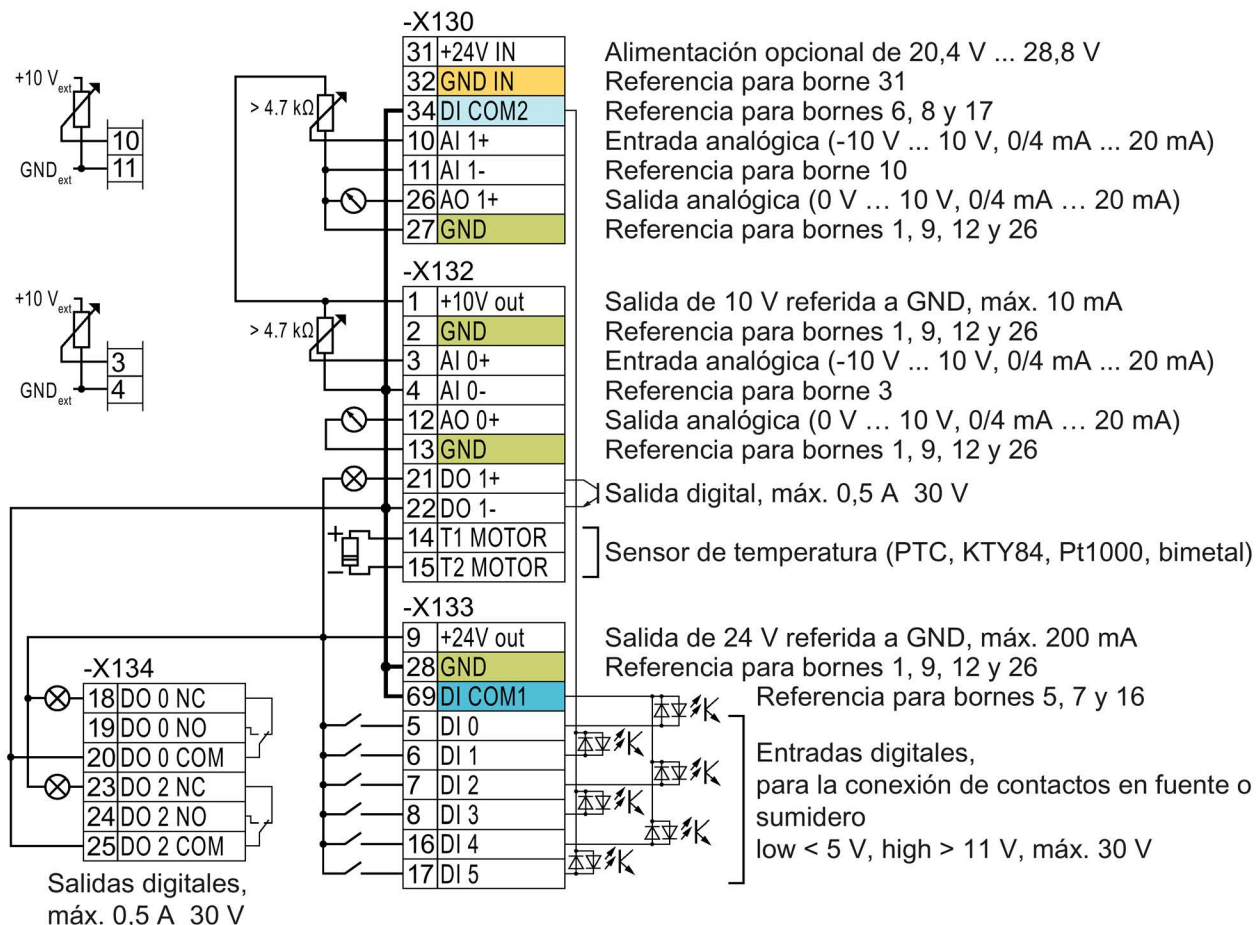 -X130
31 +24V IN Alimentación opcional de 20,4 V ... 28,8 V
32 GND IN Referencia para borne 31
34 DI COM2 Referencia para bornes 6, 8 y 17
10 AI 1+ Entrada analógica (-10 V ... 10 V, 0/4 mA ... 20 mA)
11 AI 1- Referencia para borne 10
26 AO 1+ Salida analógica (0 V … 10 V, 0/4 mA … 20 mA)
27 GND Referencia para bornes 1, 9, 12 y 26
> 4.7 kΩ
+10 Vext
10
GNDext 11
-X132
1 +10V out Salida de 10 V referida a GND, máx. 10 mA
2 GND Referencia para bornes 1, 9, 12 y 26
3 AI 0+ Entrada analógica (-10 V ... 10 V, 0/4 mA ... 20 mA)
4 AI 0- Referencia para borne 3
12 AO 0+ Salida analógica (0 V … 10 V, 0/4 mA … 20 mA)
13 GND Referencia para bornes 1, 9, 12 y 26
21 DO 1+
22 DO 1-
Salida digital, máx. 0,5 A 30 V
14 T1 MOTOR
15 T2 MOTOR
Sensor de temperatura (PTC, KTY84, Pt1000, bimetal)
> 4.7 kΩ
+10 Vext
3
GNDext 4
+
–
-X133
9 +24V out Salida de 24 V referida a GND, máx. 200 mA
28 GND Referencia para bornes 1, 9, 12 y 26
69 DI COM1 Referencia para bornes 5, 7 y 16
5 DI 0
6 DI 1
7 DI 2
8 DI 3
16 DI 4
17 DI 5
Entradas digitales,
para la conexión de contactos en fuente o
sumidero
low < 5 V, high > 11 V, máx. 30 V
-X134
18 DO 0 NC
19 DO 0 NO
20 DO 0 COM
23 DO 2 NC
24 DO 2 NO
25 DO 2 COM
Salidas digitales,
máx. 0,5 A 30 V